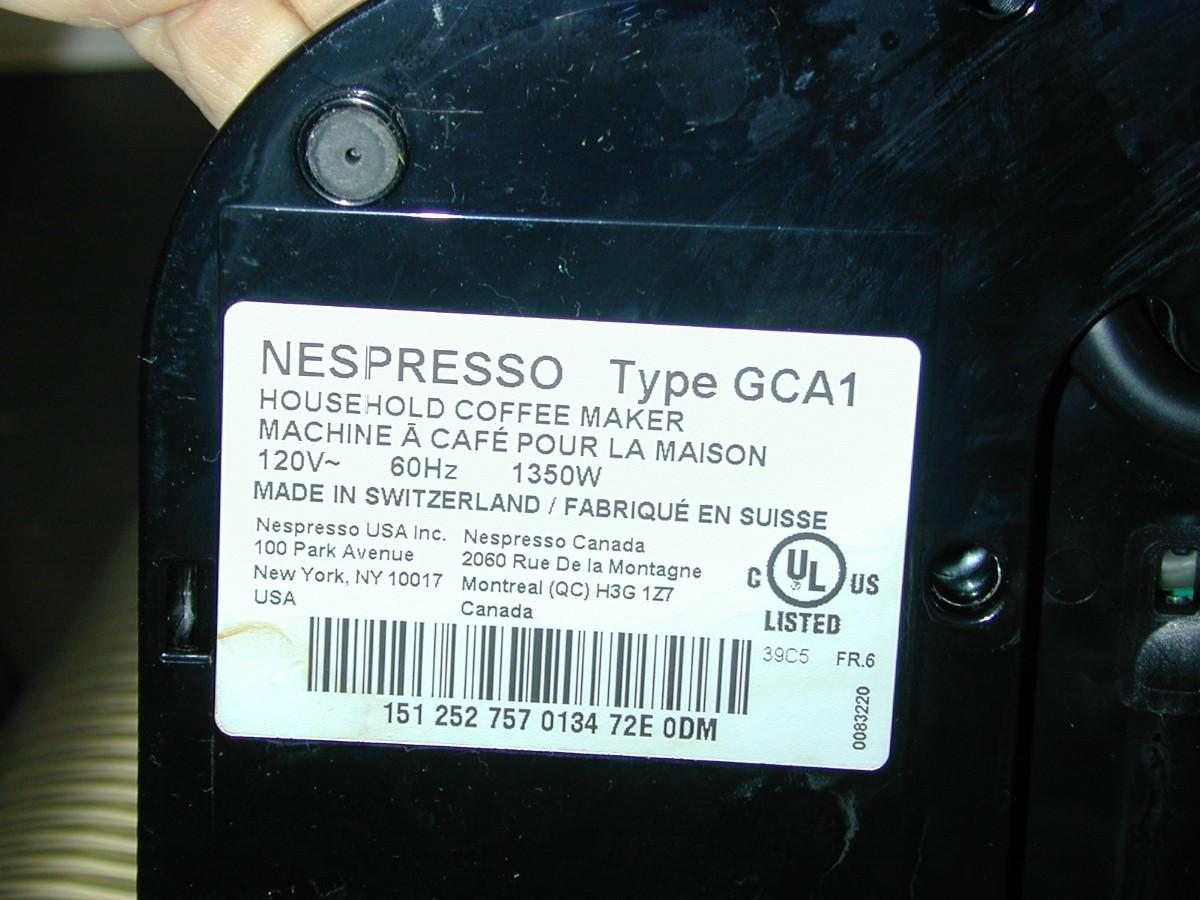 NESPRESSO Type GCA1
HOUSEHOLD COFFEE MAKER
MACHINE Ā CAFÉ POUR LA MAISON
120V~ 60Hz 1350W
MADE IN SWITZERLAND / FABRIQUÉ EN SUISSE
Nespresso USA Inc.
100 Park Avenue
New York, NY 10017
USA
Nespresso Canada
2060 Rue De la Montagne
Montreal (QC) H3G 1Z7
Canada
C UL US
LISTED
39C5 FR.6
151 252 757 0134 72E 0DM
0083220